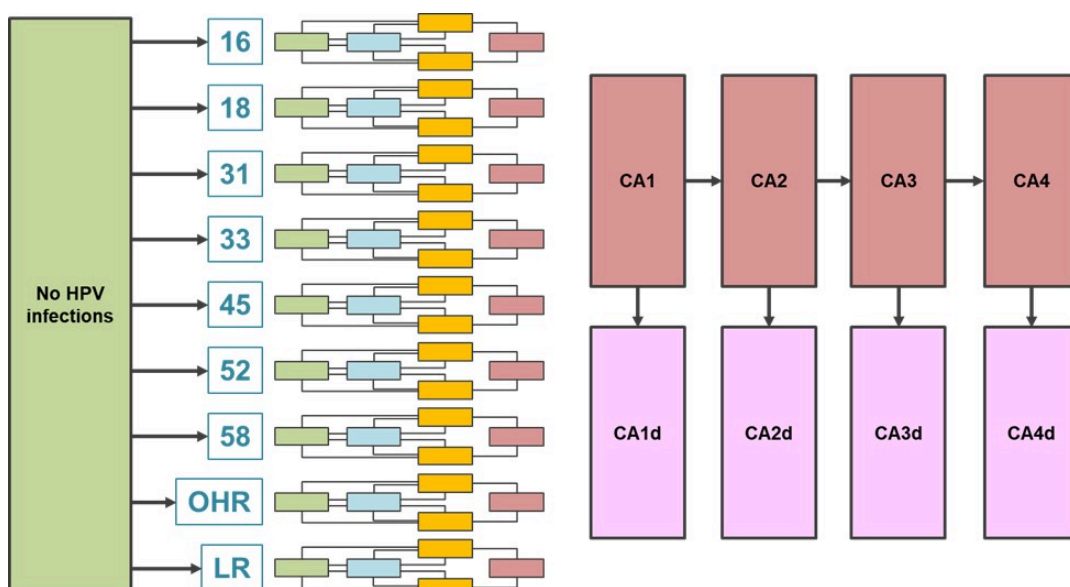 No HPV
infections
16
18
31
33
45
52
58
OHR
LR
CA1
CA2
CA3
CA4
CA1d
CA2d
CA3d
CA4d